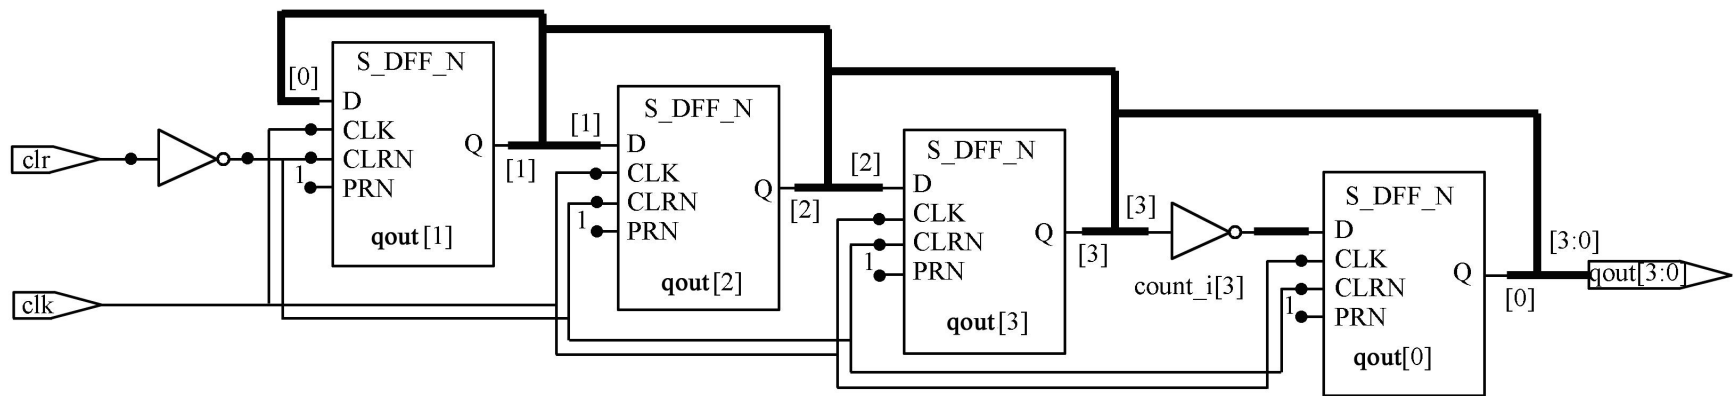 clr
clk
[0]
S_DFF_N
D
CLK
CLRN
1
PRN
Q
[1]
qout[1]
[1]
S_DFF_N
D
CLK
CLRN
1
PRN
Q
[2]
qout[2]
[2]
S_DFF_N
D
CLK
CLRN
1
PRN
Q
[3]
qout[3]
[3]
count_i[3]
S_DFF_N
D
CLK
CLRN
1
PRN
Q
[0]
qout[0]
[3:0]
qout[3:0]